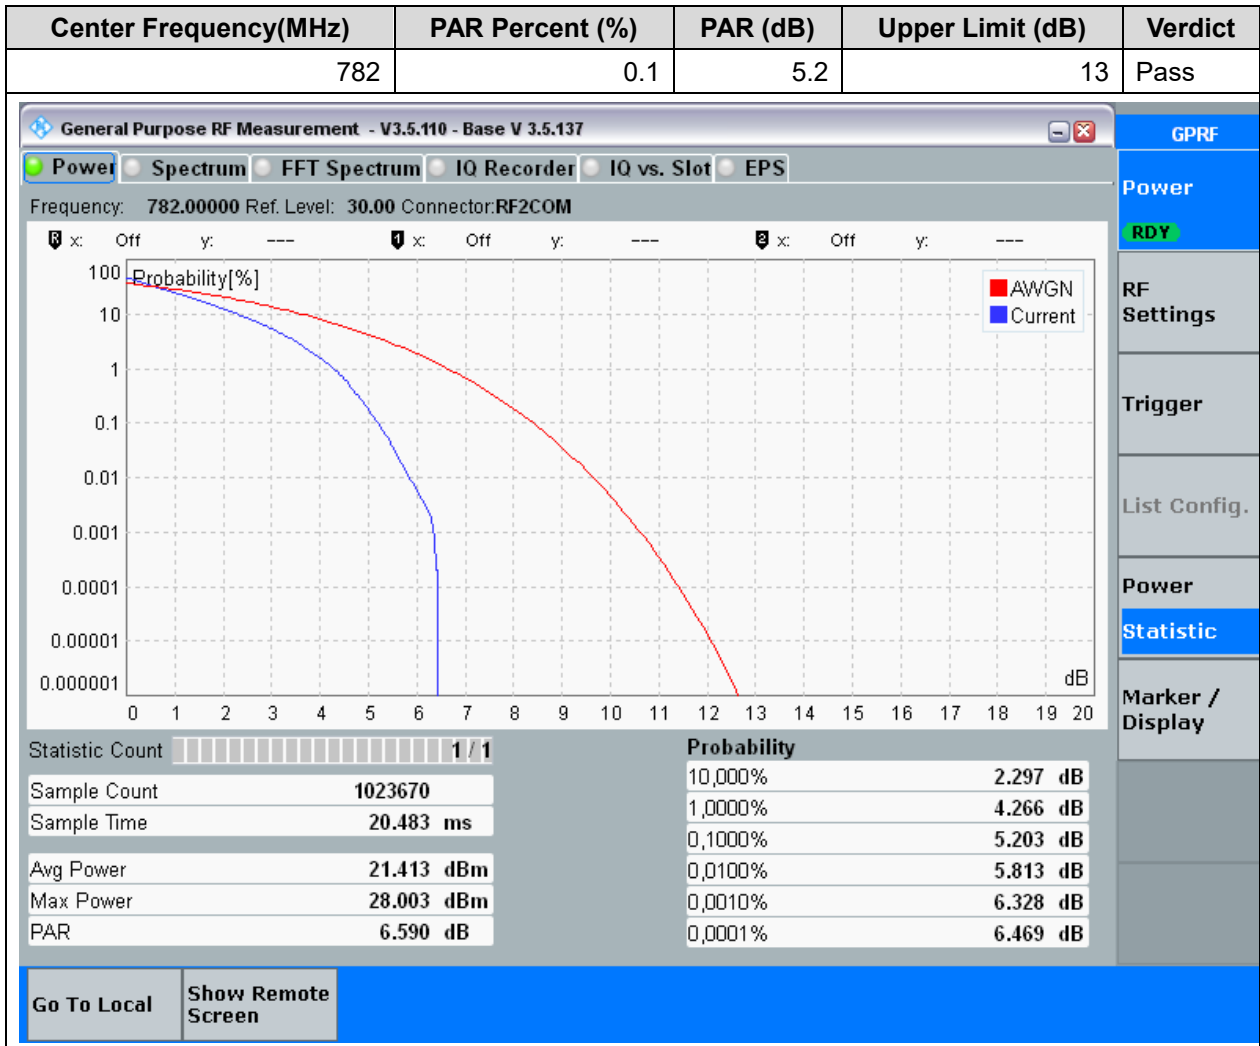 Center Frequency(MHz) PAR Percent (%) PAR (dB) Upper Limit (dB) Verdict
782 0.1 5.2 13 Pass
General Purpose RF Measurement - V3.5.110 - Base V 3.5.137
GPRF
Power Spectrum FFT Spectrum IQ Recorder IQ vs. Slot EPS
Power
RDY
Frequency: 782.00000 Ref. Level: 30.00 Connector:RF2COM
R x: Off y: --- 1 x: Off y: --- 2 x: Off y: ---
Probability[%]
AWGN
Current
100
10
1
0.1
0.01
0.001
0.0001
0.00001
0.000001
dB
0 1 2 3 4 5 6 7 8 9 10 11 12 13 14 15 16 17 18 19 20
RF
Settings
Trigger
List Config.
Power
Statistic
Marker /
Display
Statistic Count 1 / 1
Sample Count 1023670
Sample Time 20.483 ms
Avg Power 21.413 dBm
Max Power 28.003 dBm
PAR 6.590 dB
Probability
10,000% 2.297 dB
1,0000% 4.266 dB
0,1000% 5.203 dB
0,0100% 5.813 dB
0,0010% 6.328 dB
0,0001% 6.469 dB
Go To Local
Show Remote
Screen